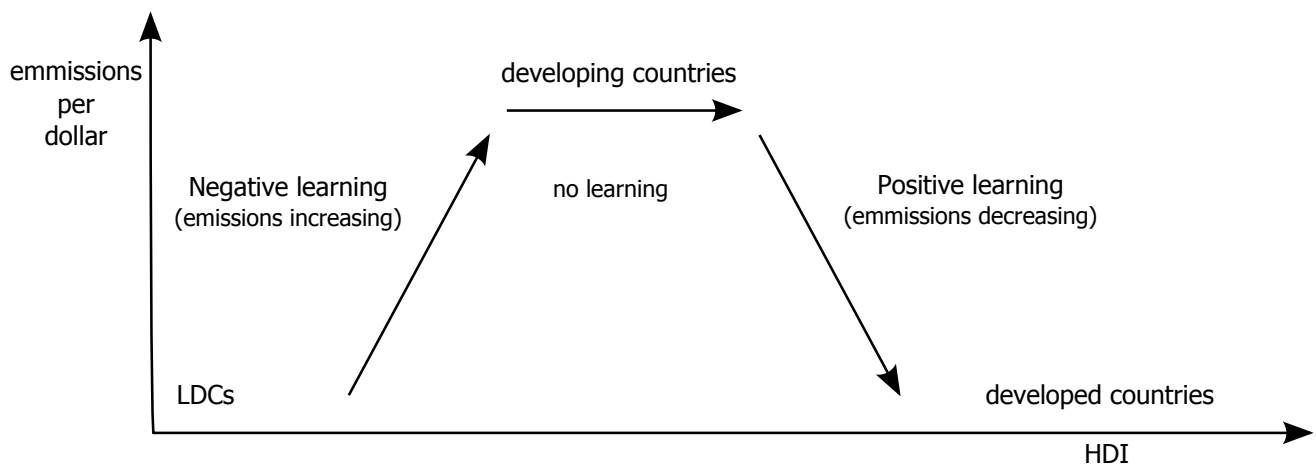 emmissions
per
dollar
developing countries
Negative learning
(emissions increasing)
no learning
Positive learning
(emmissions decreasing)
LDCs
developed countries
HDI